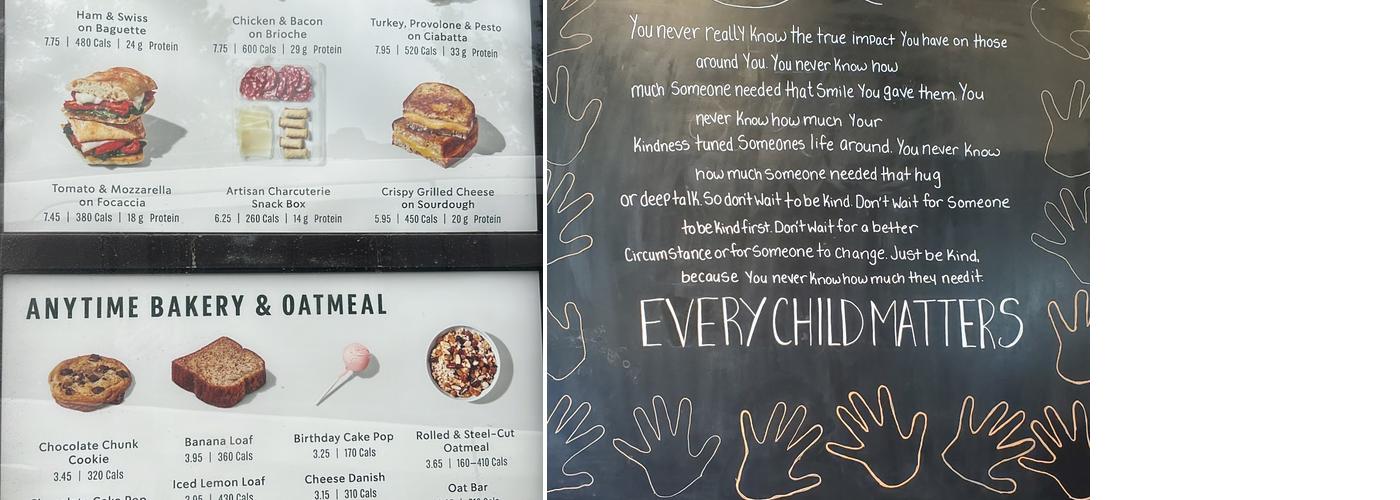 Ham & Swiss
on Baguette
7.75 | 480 Cals | 24 g Protein
Chicken & Bacon
on Brioche
7.75 | 600 Cals | 29 g Protein
Turkey, Provolone & Pesto
on Ciabatta
7.95 | 520 Cals | 33 g Protein
Tomato & Mozzarella
on Focaccia
7.45 | 380 Cals | 18 g Protein
Artisan Charcuterie
Snack Box
6.25 | 260 Cals | 14 g Protein
Crispy Grilled Cheese
on Sourdough
5.95 | 450 Cals | 20 g Protein
ANYTIME BAKERY & OATMEAL
Chocolate Chunk
Cookie
3.45 | 320 Cals
Banana Loaf
3.95 | 360 Cals
Iced Lemon Loaf
430 Cals
Birthday Cake Pop
3.25 | 170 Cals
Cheese Danish
3.15 | 310 Cals
Rolled & Steel-Cut
Oatmeal
3.65 | 160–410 Cals
Oat Bar
You never really know the true impact You have on those
around You. You never know how
much Someone needed that Smile You gave them. You
never know how much Your
kindness tuned Someones life around. You never know
how much Someone needed that hug
or deep talk. So don't wait to be kind. Don't wait for Someone
to be kind first. Don't wait for a better
Circumstance or for Someone to change. Just be kind,
because You never know how much they need it.
EVERY CHILD MATTERS